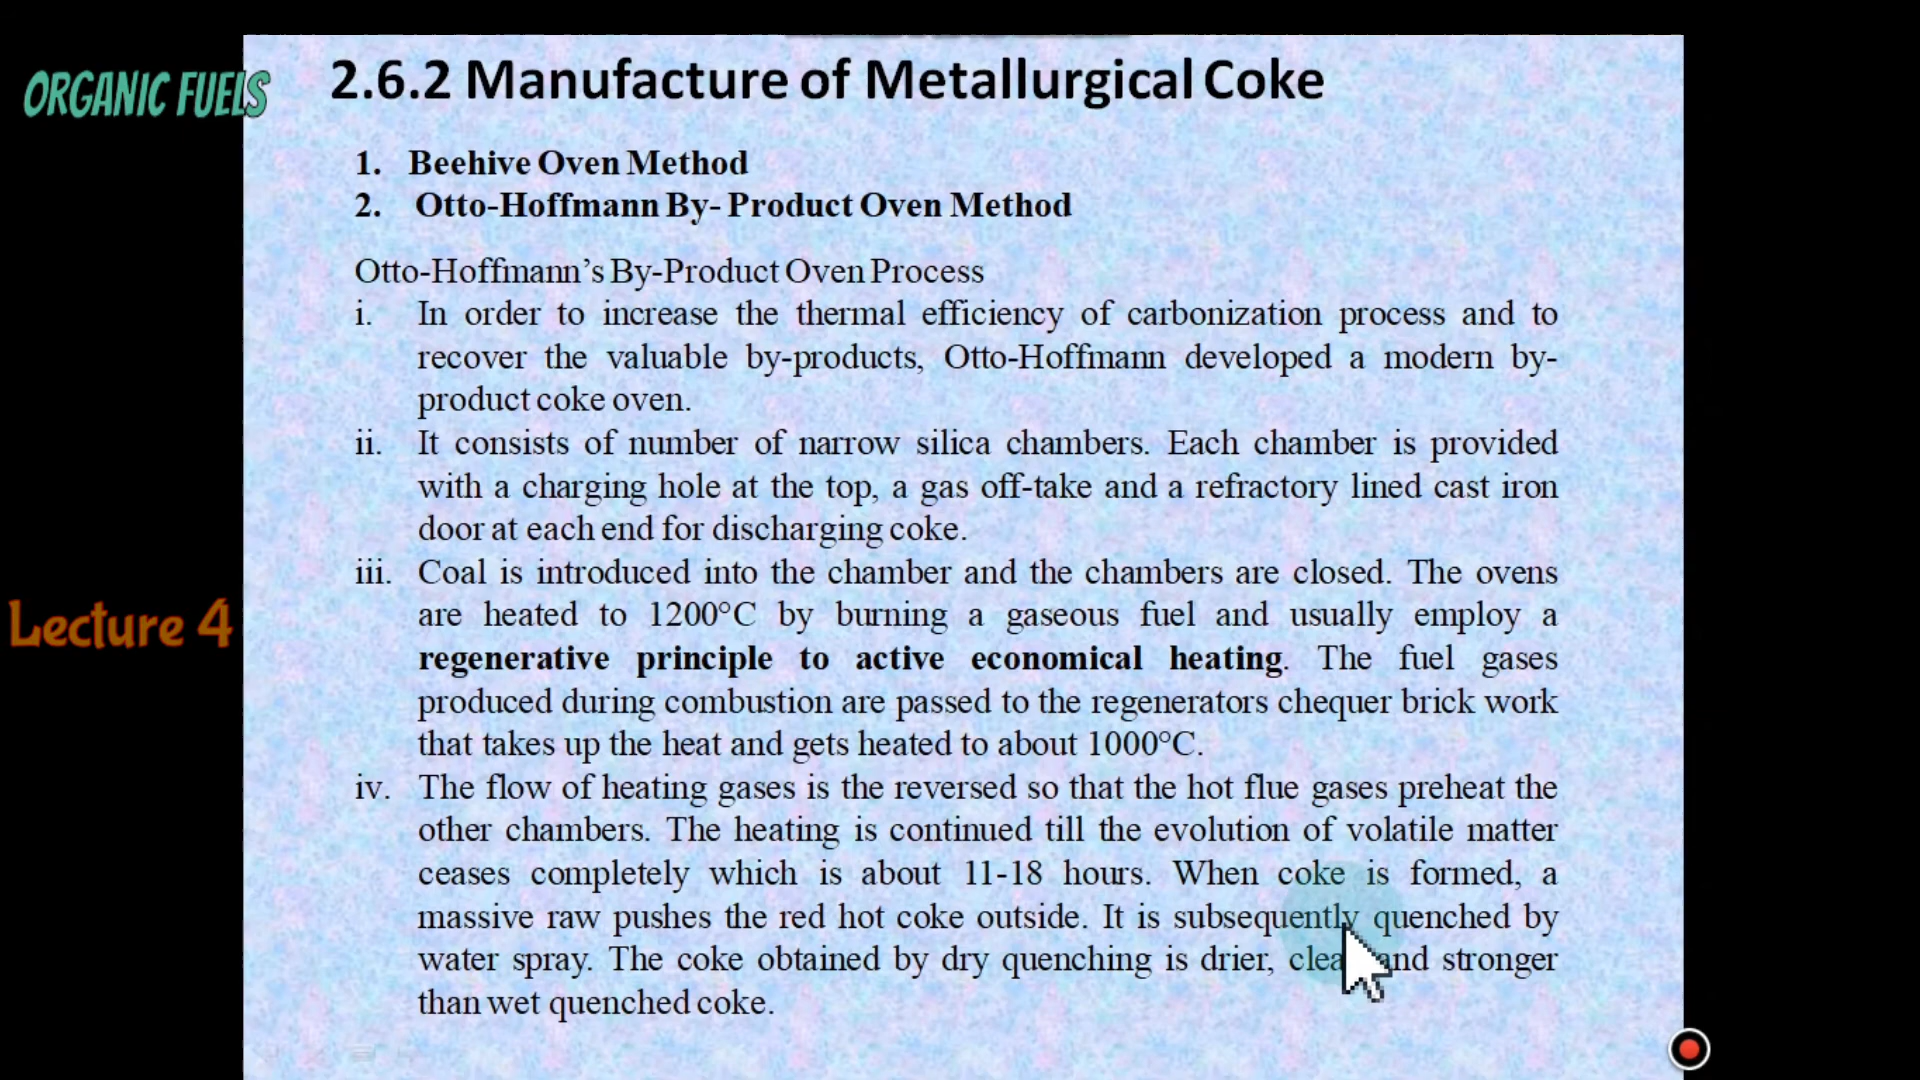 ORGANIC FUELS
2.6.2 Manufacture of Metallurgical Coke
1. Beehive Oven Method
2. Otto-Hoffmann By- Product Oven Method
Otto-Hoffmann's By-Product Oven Process
i. In order to increase the thermal efficiency of carbonization process and to
recover the valuable by-products, Otto-Hoffmann developed a modern by-
product coke oven.
ii. It consists of number of narrow silica chambers. Each chamber is provided
with a charging hole at the top, a gas off-take and a refractory lined cast iron
door at each end for discharging coke.
iii. Coal is introduced into the chamber and the chambers are closed. The ovens
are heated to 1200°C by burning a gaseous fuel and usually employ a
regenerative principle to active economical heating. The fuel gases
produced during combustion are passed to the regenerators chequer brick work
that takes up the heat and gets heated to about 1000°C.
iv. The flow of heating gases is the reversed so that the hot flue gases preheat the
other chambers. The heating is continued till the evolution of volatile matter
ceases completely which is about 11-18 hours. When coke is formed, a
massive raw pushes the red hot coke outside. It is subsequently quenched by
water spray. The coke obtained by dry quenching is drier, and stronger
than wet quenched coke.
Lecture 4